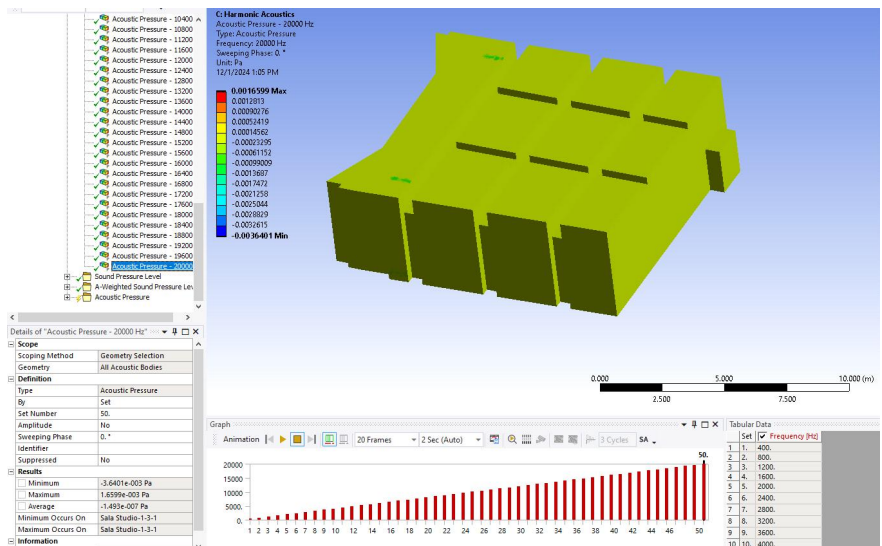 Acoustic Pressure - 10400
Acoustic Pressure - 10800
Acoustic Pressure - 11200
Acoustic Pressure - 11600
Acoustic Pressure - 12000
Acoustic Pressure - 12400
Acoustic Pressure - 12800
Acoustic Pressure - 13200
Acoustic Pressure - 13600
Acoustic Pressure - 14000
Acoustic Pressure - 14400
Acoustic Pressure - 14800
Acoustic Pressure - 15200
Acoustic Pressure - 15600
Acoustic Pressure - 16000
Acoustic Pressure - 16400
Acoustic Pressure - 16800
Acoustic Pressure - 17200
Acoustic Pressure - 17600
Acoustic Pressure - 18000
Acoustic Pressure - 18400
Acoustic Pressure - 18800
Acoustic Pressure - 19200
Acoustic Pressure - 19600
Acoustic Pressure - 20000
Sound Pressure Level
A-Weighted Sound Pressure Lev
Acoustic Pressure
C: Harmonic Acoustics
Acoustic Pressure - 20000 Hz
Type: Acoustic Pressure
Frequency: 20000 Hz
Sweeping Phase: 0. °
Unit: Pa
12/1/2024 1:05 PM
0.0016599 Max
0.0012813
0.00090276
0.00052419
0.00014562
-0.00023295
-0.00061152
-0.00099009
-0.0013687
-0.0017472
-0.0021258
-0.0025044
-0.0028829
-0.0032615
-0.0036401 Min
0.000 5.000 10.000 (m)
2.500 7.500
Details of "Acoustic Pressure - 20000 Hz"
Scope
Scoping Method Geometry Selection
Geometry All Acoustic Bodies
Definition
Type Acoustic Pressure
By Set
Set Number 50.
Amplitude No
Sweeping Phase 0. °
Identifier
Suppressed No
Results
Minimum -3.6401e-003 Pa
Maximum 1.6599e-003 Pa
Average -1.493e-007 Pa
Minimum Occurs On Sala Studio-1-3-1
Maximum Occurs On Sala Studio-1-3-1
Information
Graph
Animation 20 Frames 2 Sec (Auto) 3 Cycles SA
50.
20000
15000
10000
5000
0.
1 2 3 4 5 6 7 8 9 10 12 14 16 18 20 22 24 26 28 30 32 34 36 38 40 42 44 46 50
Tabular Data
Set Frequency [Hz]
1 1. 400.
2 2. 800.
3 3. 1200.
4 4. 1600.
5 5. 2000.
6 6. 2400.
7 7. 2800.
8 8. 3200.
9 9. 3600.
10 10. 4000.